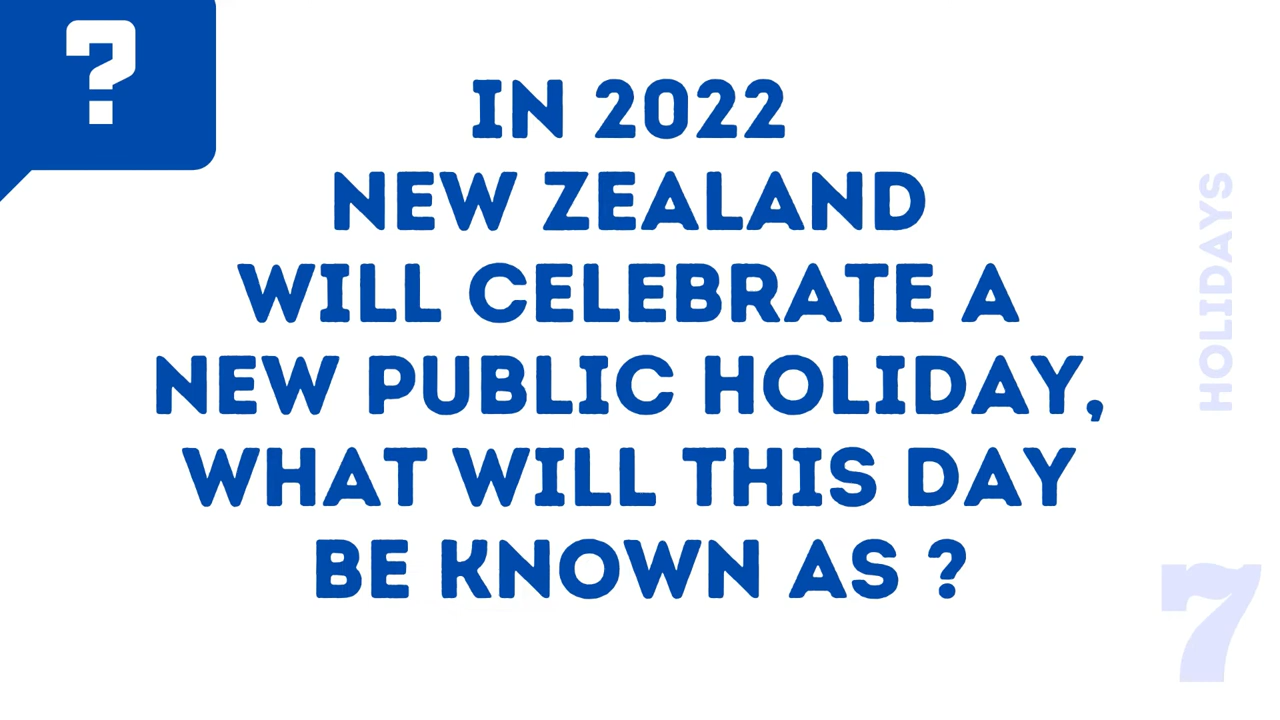 ?
IN 2022
NEW ZEALAND
WILL CELEBRATE A
NEW PUBLIC HOLIDAY,
WHAT WILL THIS DAY
BE KNOWN AS ?
HOLIDAYS
7